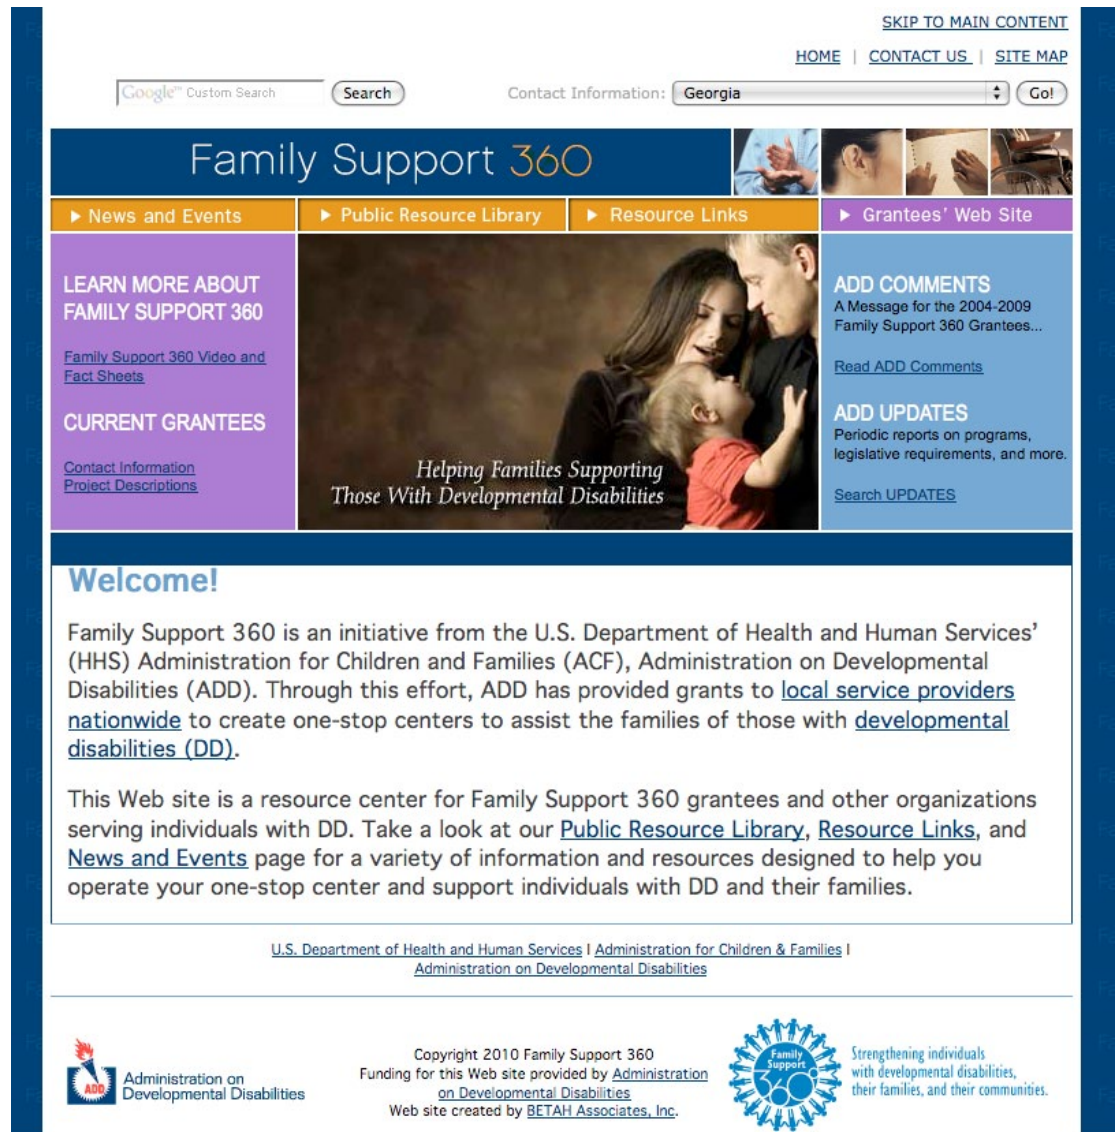 SKIP TO MAIN CONTENT
HOME | CONTACT US | SITE MAP
Google™ Custom Search
Search
Contact Information:
Georgia
Go!
Family Support 360
News and Events
Public Resource Library
Resource Links
Grantees' Web Site
LEARN MORE ABOUT
FAMILY SUPPORT 360
Family Support 360 Video and
Fact Sheets
CURRENT GRANTEES
Contact Information
Project Descriptions
Helping Families Supporting
Those With Developmental Disabilities
ADD COMMENTS
A Message for the 2004-2009
Family Support 360 Grantees...
Read ADD Comments
ADD UPDATES
Periodic reports on programs,
legislative requirements, and more.
Search UPDATES
Welcome!
Family Support 360 is an initiative from the U.S. Department of Health and Human Services'
(HHS) Administration for Children and Families (ACF), Administration on Developmental
Disabilities (ADD). Through this effort, ADD has provided grants to local service providers
nationwide to create one-stop centers to assist the families of those with developmental
disabilities (DD).
This Web site is a resource center for Family Support 360 grantees and other organizations
serving individuals with DD. Take a look at our Public Resource Library, Resource Links, and
News and Events page for a variety of information and resources designed to help you
operate your one-stop center and support individuals with DD and their families.
U.S. Department of Health and Human Services | Administration for Children & Families |
Administration on Developmental Disabilities
ADD
Administration on
Developmental Disabilities
Copyright 2010 Family Support 360
Funding for this Web site provided by Administration
on Developmental Disabilities
Web site created by BETAH Associates, Inc.
Family
Support
360°
Strengthening individuals
with developmental disabilities,
their families, and their communities.